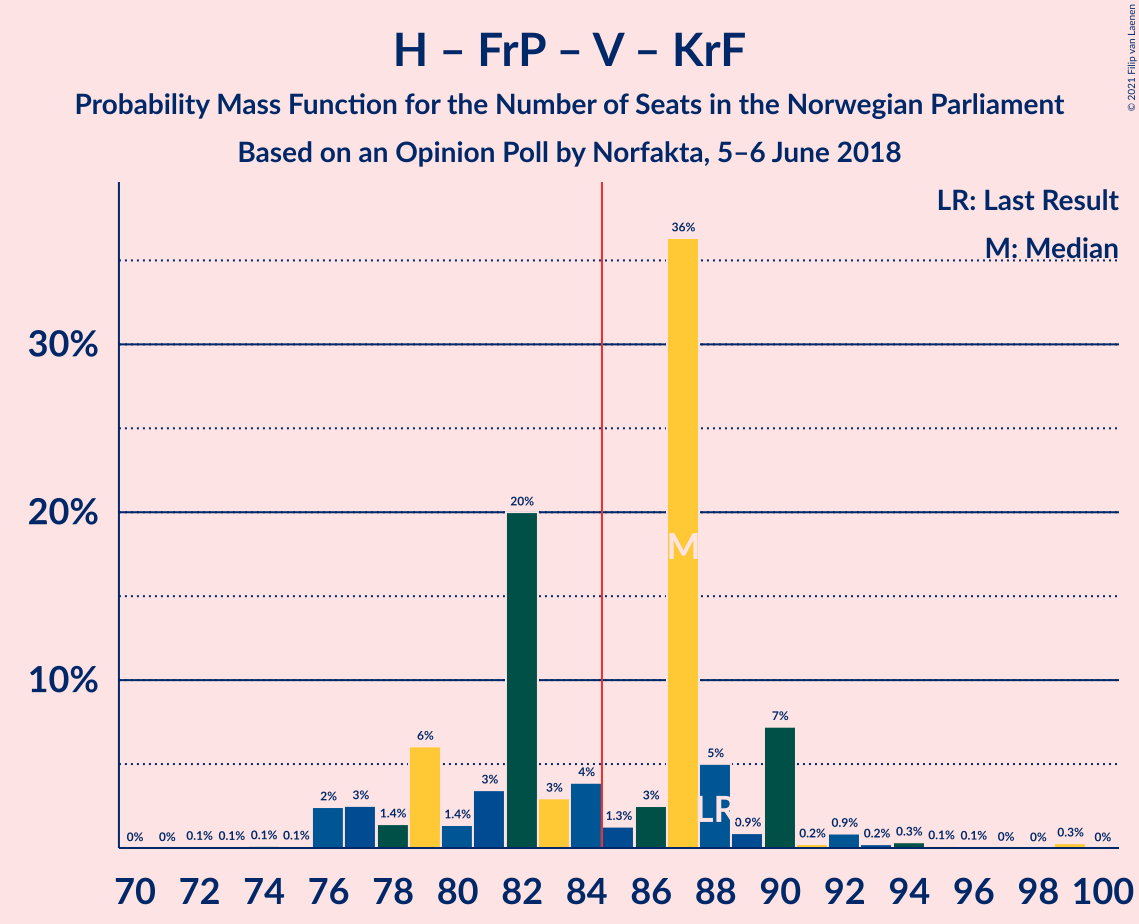 © 2021 Filip van Laenen
H – FrP – V – KrF
Probability Mass Function for the Number of Seats in the Norwegian Parliament
Based on an Opinion Poll by Norfakta, 5–6 June 2018
LR: Last Result
M: Median
30%
20%
10%
0% 0% 0.1% 0.1% 0.1% 0.1% 2% 3% 1.4% 6% 1.4% 3% 20% 3% 4% 1.3% 3% 36% 5% 0.9% 7% 0.2% 0.9% 0.2% 0.3% 0.1% 0.1% 0% 0% 0.3% 0%
M
LR
70 72 74 76 78 80 82 84 86 88 90 92 94 96 98 100